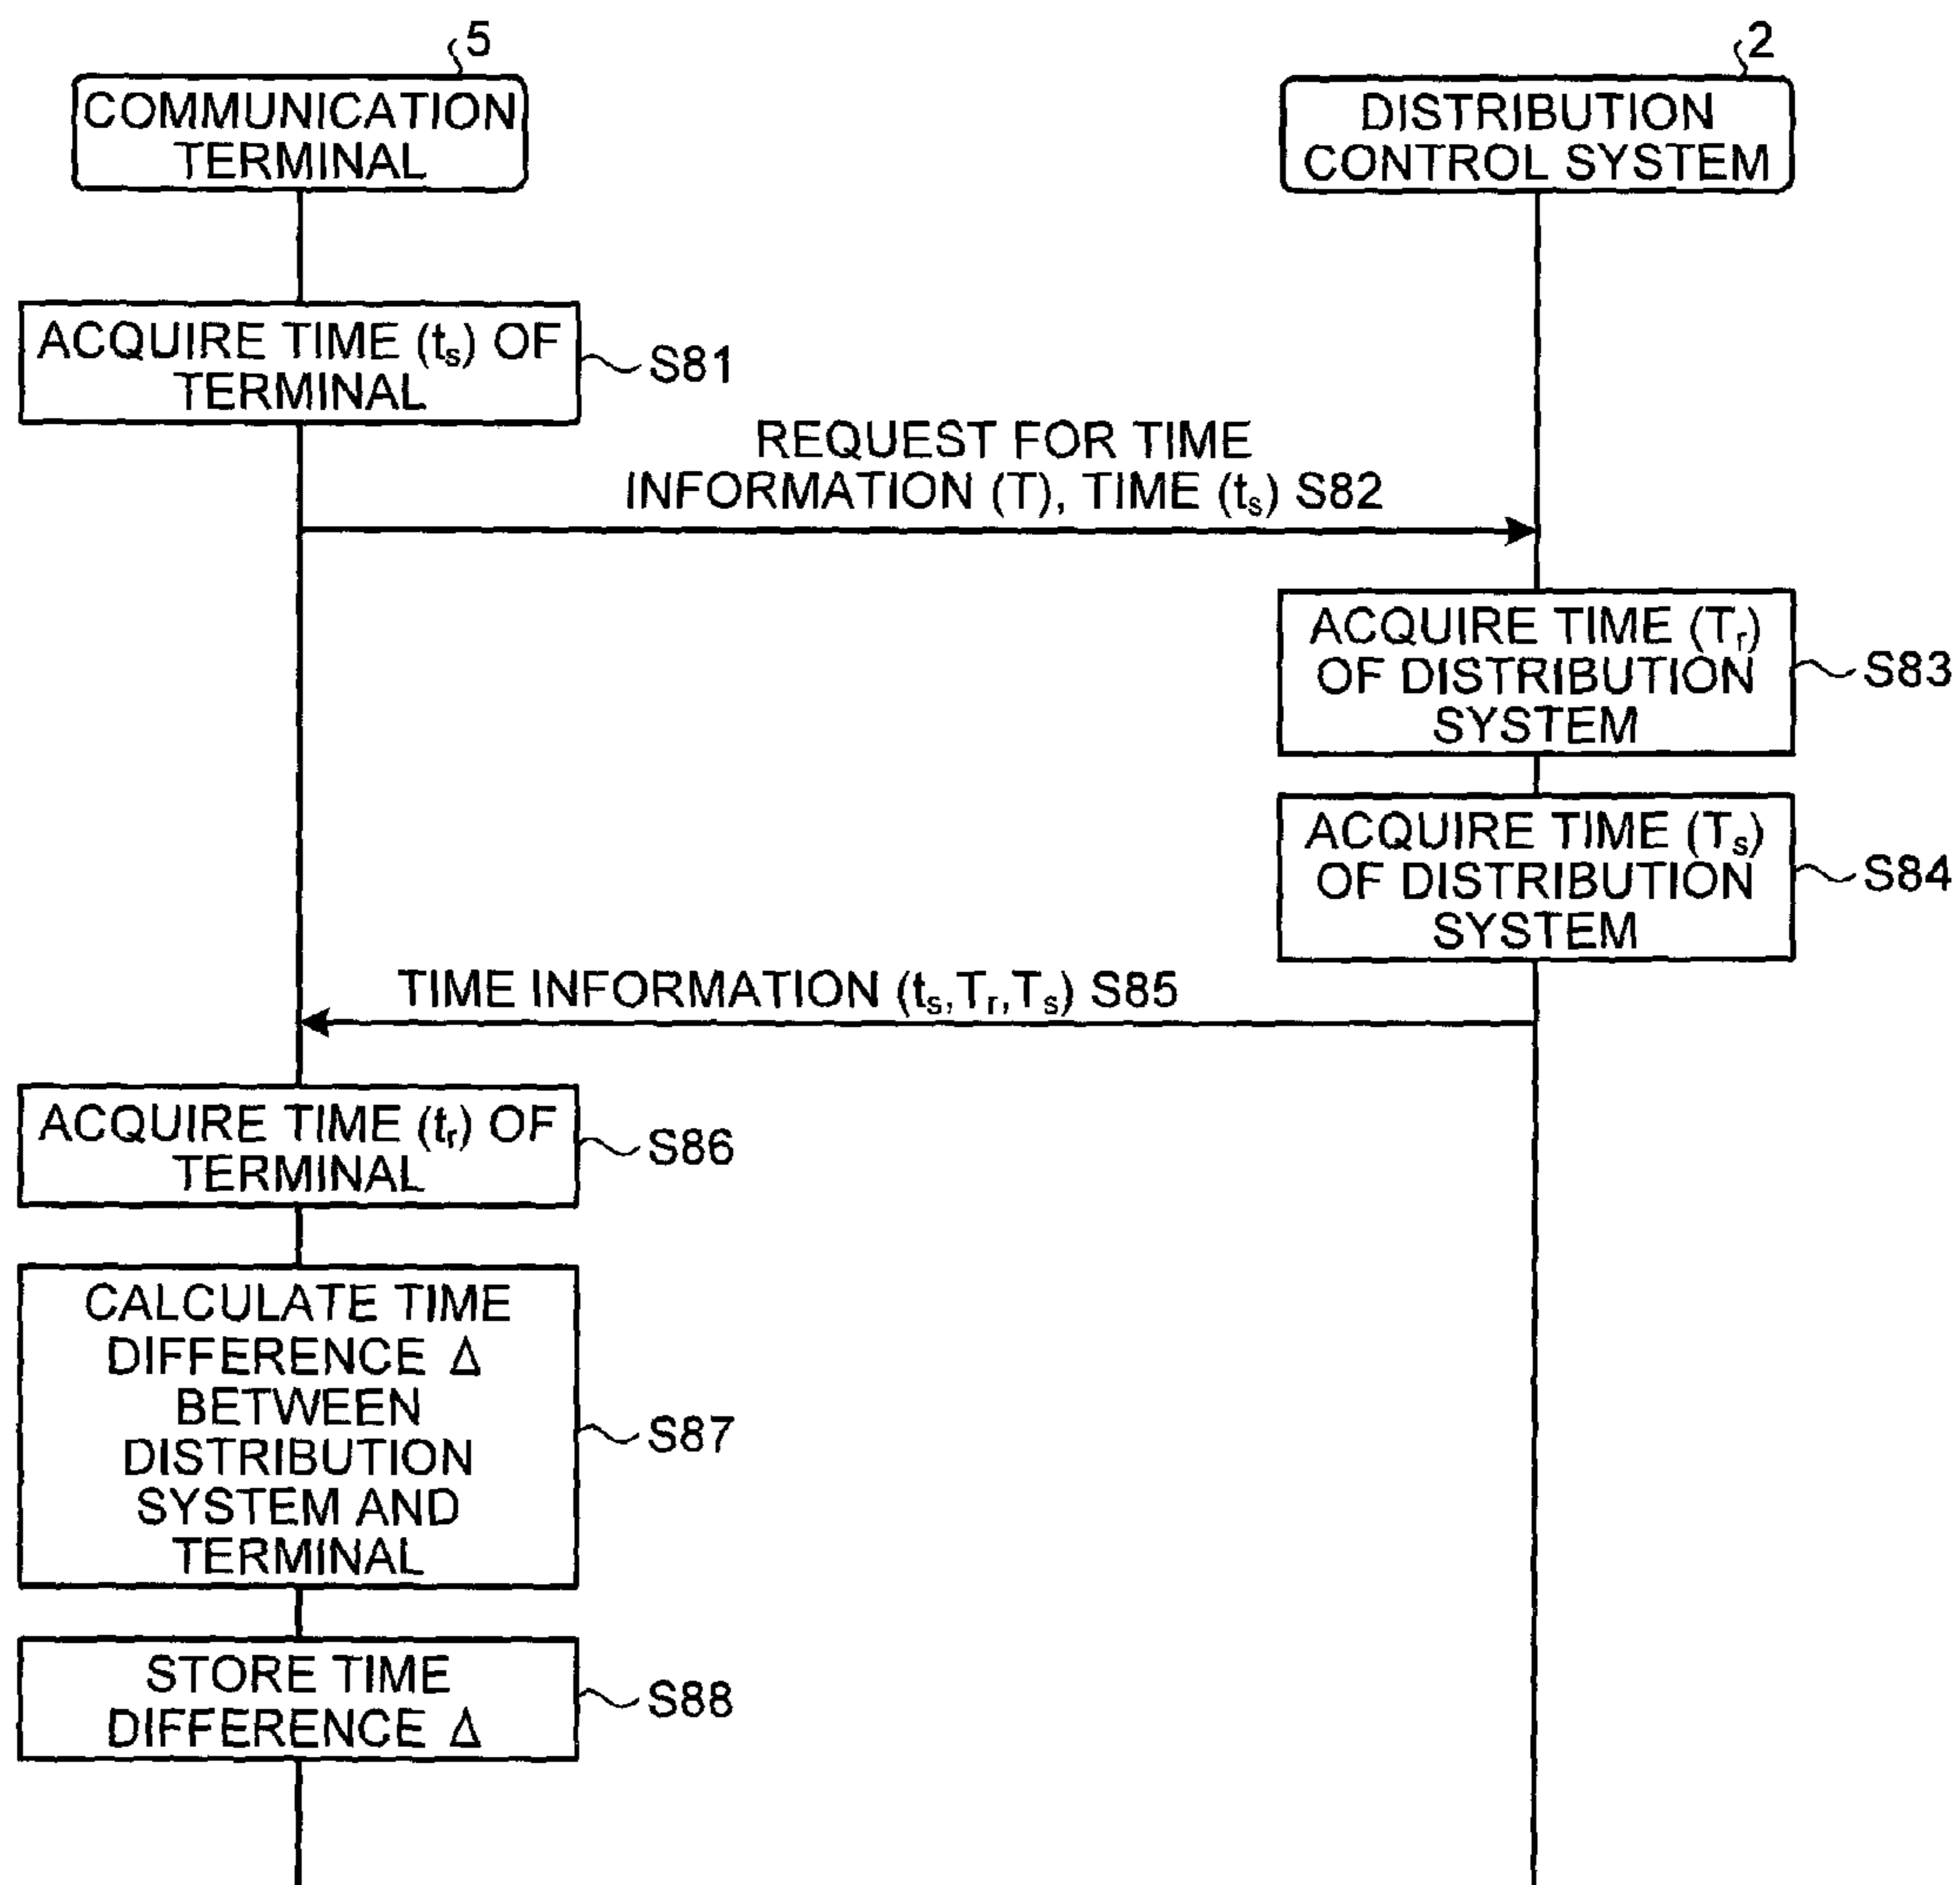 5
COMMUNICATION
TERMINAL
2
DISTRIBUTION
CONTROL SYSTEM
ACQUIRE TIME (ts) OF
TERMINAL
S81
REQUEST FOR TIME
INFORMATION (T), TIME (ts) S82
ACQUIRE TIME (Tr)
OF DISTRIBUTION
SYSTEM
S83
ACQUIRE TIME (Ts)
OF DISTRIBUTION
SYSTEM
S84
TIME INFORMATION (ts,Tr,Ts) S85
ACQUIRE TIME (tr) OF
TERMINAL
S86
CALCULATE TIME
DIFFERENCE Δ
BETWEEN
DISTRIBUTION
SYSTEM AND
TERMINAL
S87
STORE TIME
DIFFERENCE Δ
S88